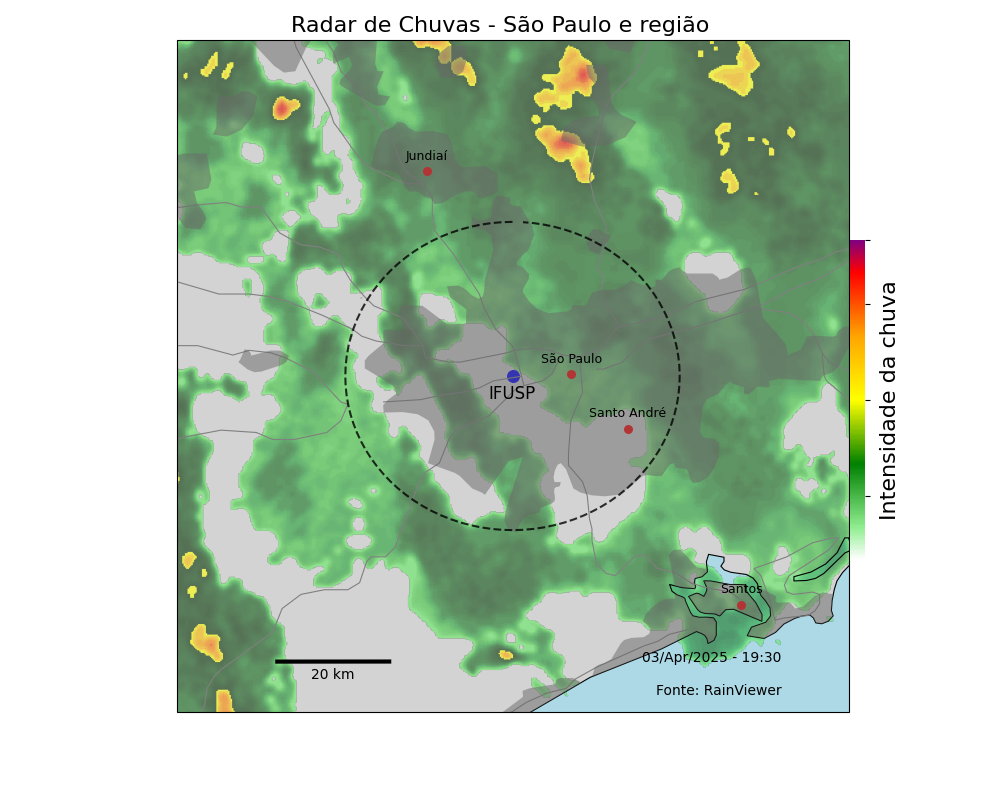 Radar de Chuvas - São Paulo e região
Jundiaí
São Paulo
IFUSP
Santo André
Santos
03/Apr/2025 - 19:30
20 km
Fonte: RainViewer
Intensidade da chuva